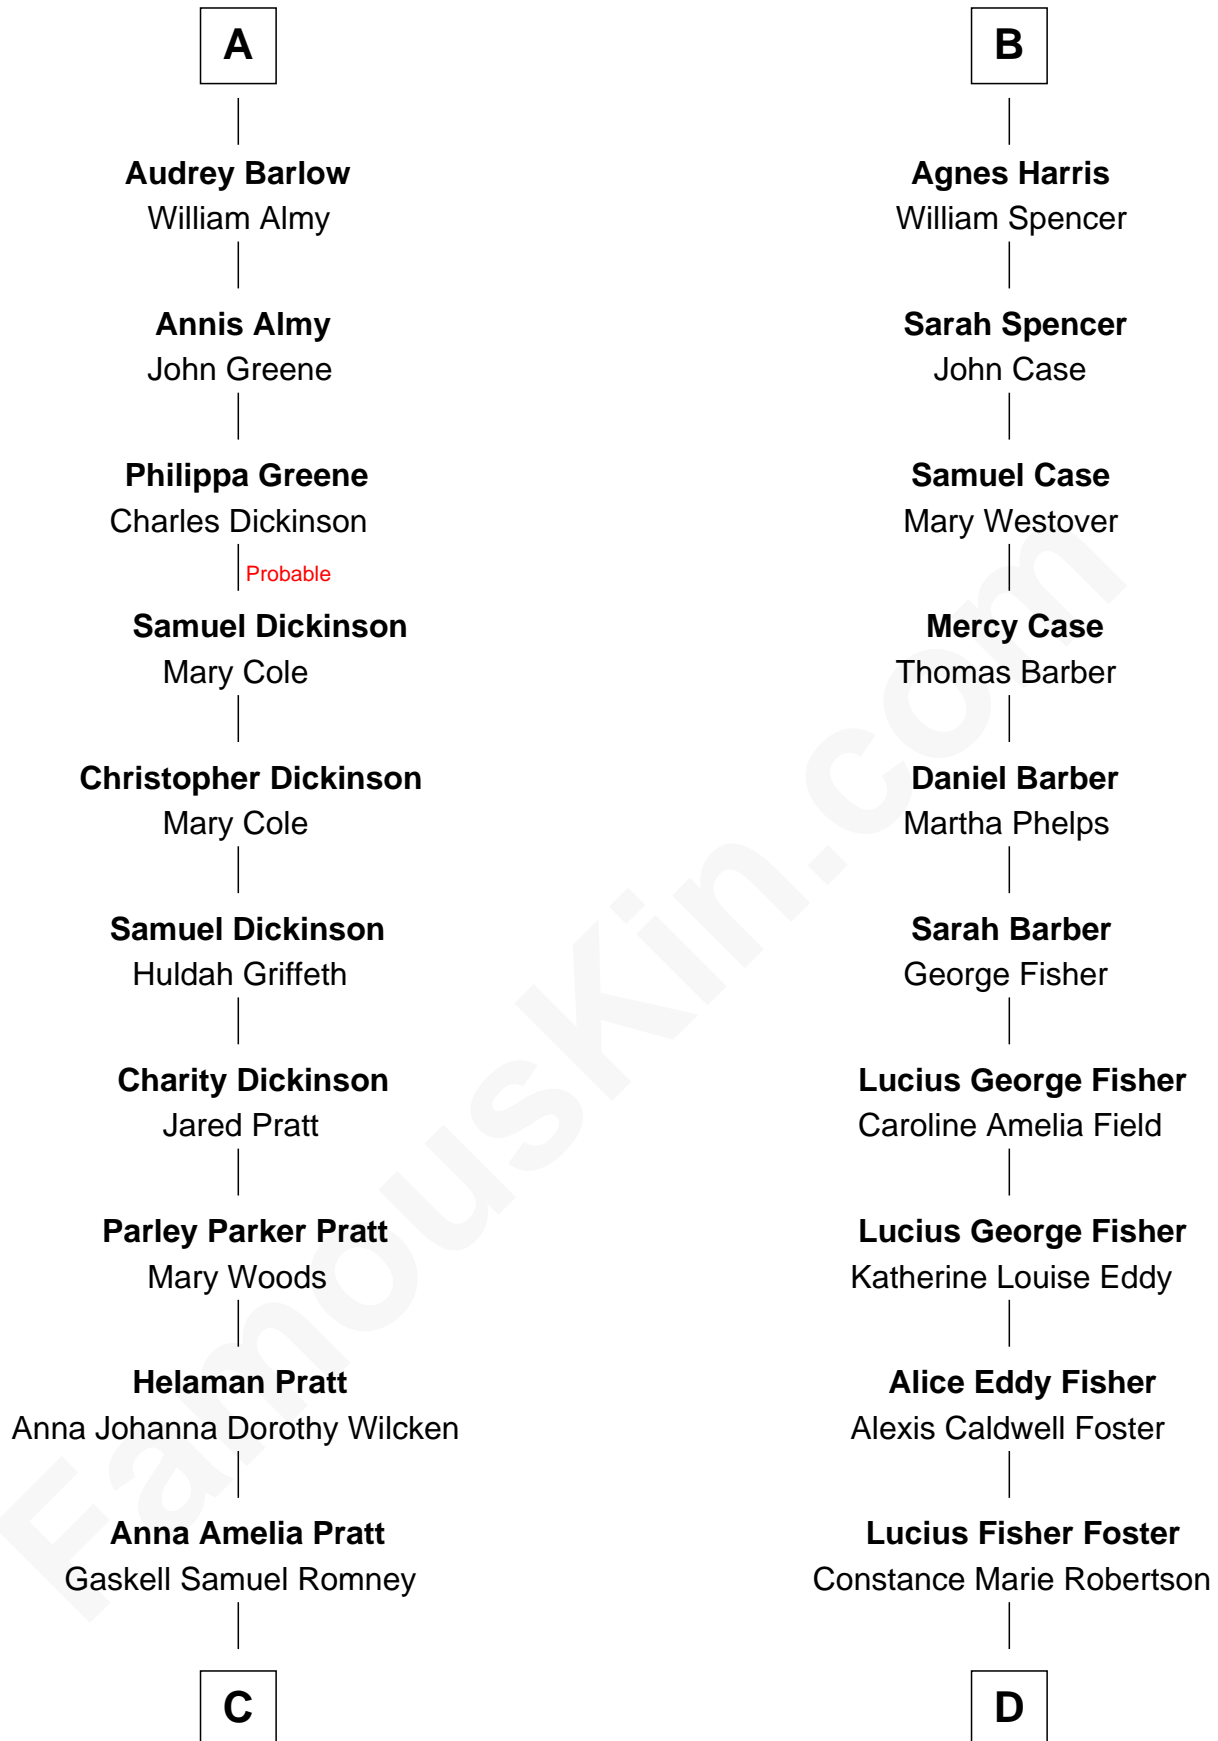 A
Audrey Barlow
William Almy
Annis Almy
John Greene
Philippa Greene
Charles Dickinson
Probable
Samuel Dickinson
Mary Cole
Christopher Dickinson
Mary Cole
Samuel Dickinson
Huldah Griffeth
Charity Dickinson
Jared Pratt
Parley Parker Pratt
Mary Woods
Helaman Pratt
Anna Johanna Dorothy Wilcken
Anna Amelia Pratt
Gaskell Samuel Romney
C
B
Agnes Harris
William Spencer
Sarah Spencer
John Case
Samuel Case
Mary Westover
Mercy Case
Thomas Barber
Daniel Barber
Martha Phelps
Sarah Barber
George Fisher
Lucius George Fisher
Caroline Amelia Field
Lucius George Fisher
Katherine Louise Eddy
Alice Eddy Fisher
Alexis Caldwell Foster
Lucius Fisher Foster
Constance Marie Robertson
D
FamousKin.com